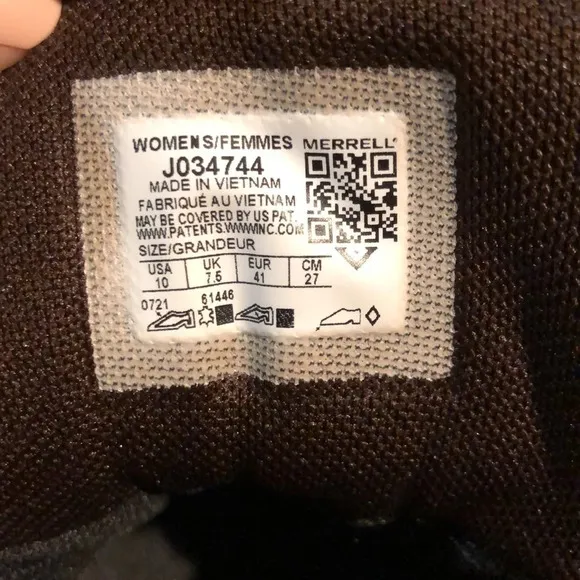 WOMENS/FEMMES MERRELL
J034744
MADE IN VIETNAM
FABRIQUÉ AU VIETNAM
MAY BE COVERED BY US PAT.
WWW.PATENTS.WWWINC.COM
SIZE/GRANDEUR
USA UK EUR CM
10 7.5 41 27
0721 61446